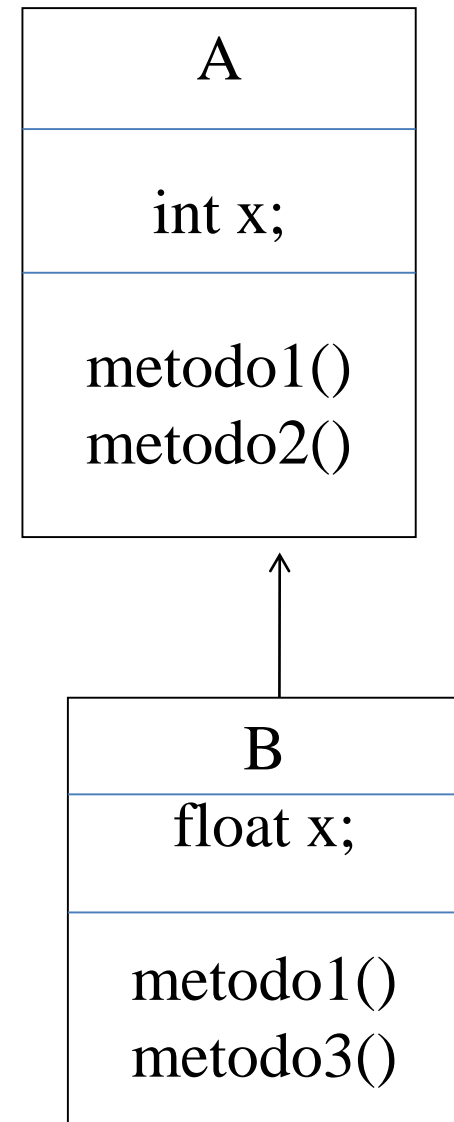 A
int x;
metodo1()
metodo2()
B
float x;
metodo1()
metodo3()